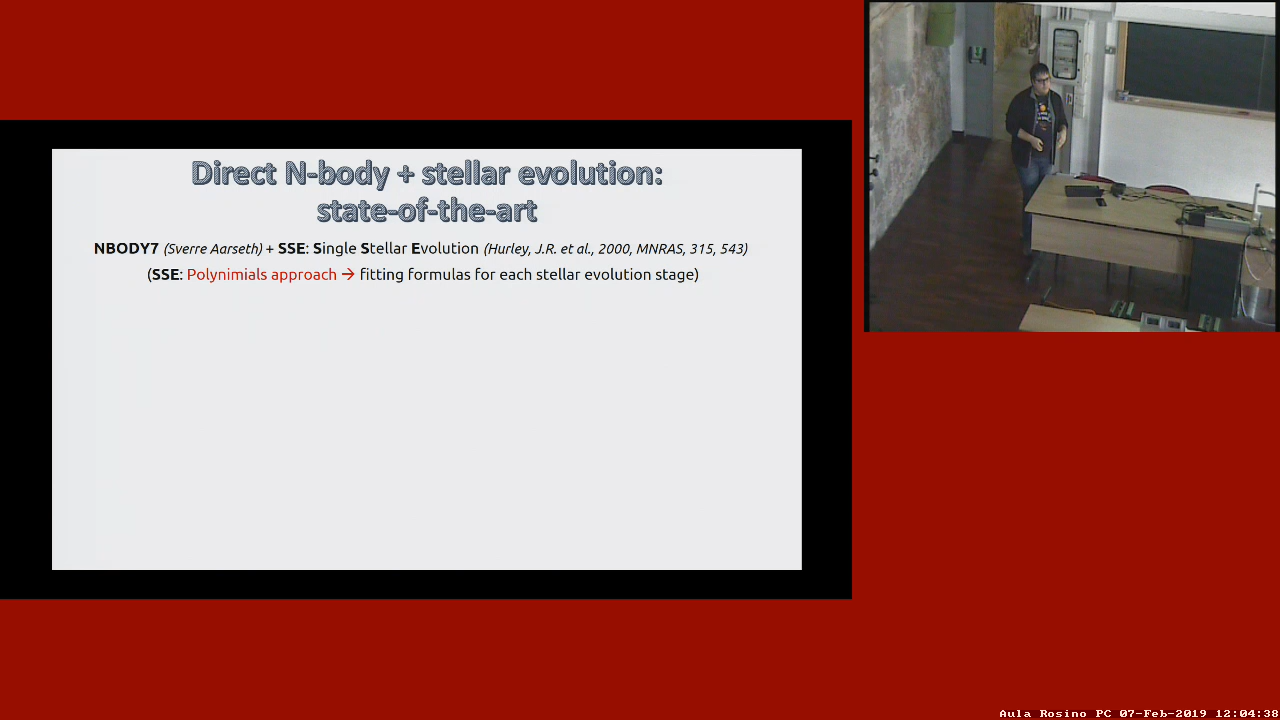 Direct N-body + stellar evolution:
state-of-the-art
NBODY7 (Sverre Aarseth) + SSE: Single Stellar Evolution (Hurley, J.R. et al., 2000, MNRAS, 315, 543)
(SSE: Polynimials approach → fitting formulas for each stellar evolution stage)
Aula Rosino PC 07-Feb-2019 12:04:38